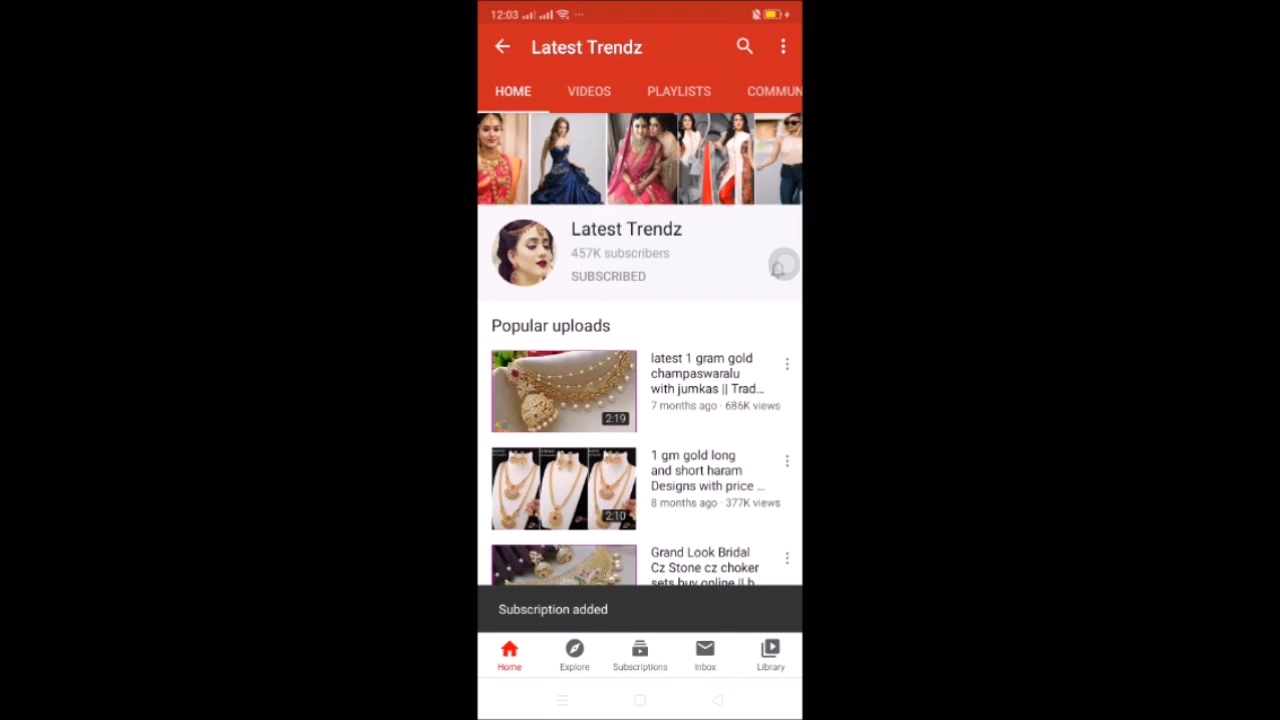 12:03
Latest Trendz
HOME VIDEOS PLAYLISTS COMMUN
Latest Trendz
457K subscribers
SUBSCRIBED
Popular uploads
latest 1 gram gold
champaswaralu
with jumkas || Trad...
7 months ago · 686K views
2:19
1 gm gold long
and short haram
Designs with price ...
8 months ago · 377K views
2:10
Grand Look Bridal
Cz Stone cz choker
sets buy online ||b
Subscription added
Home Explore Subscriptions Inbox Library